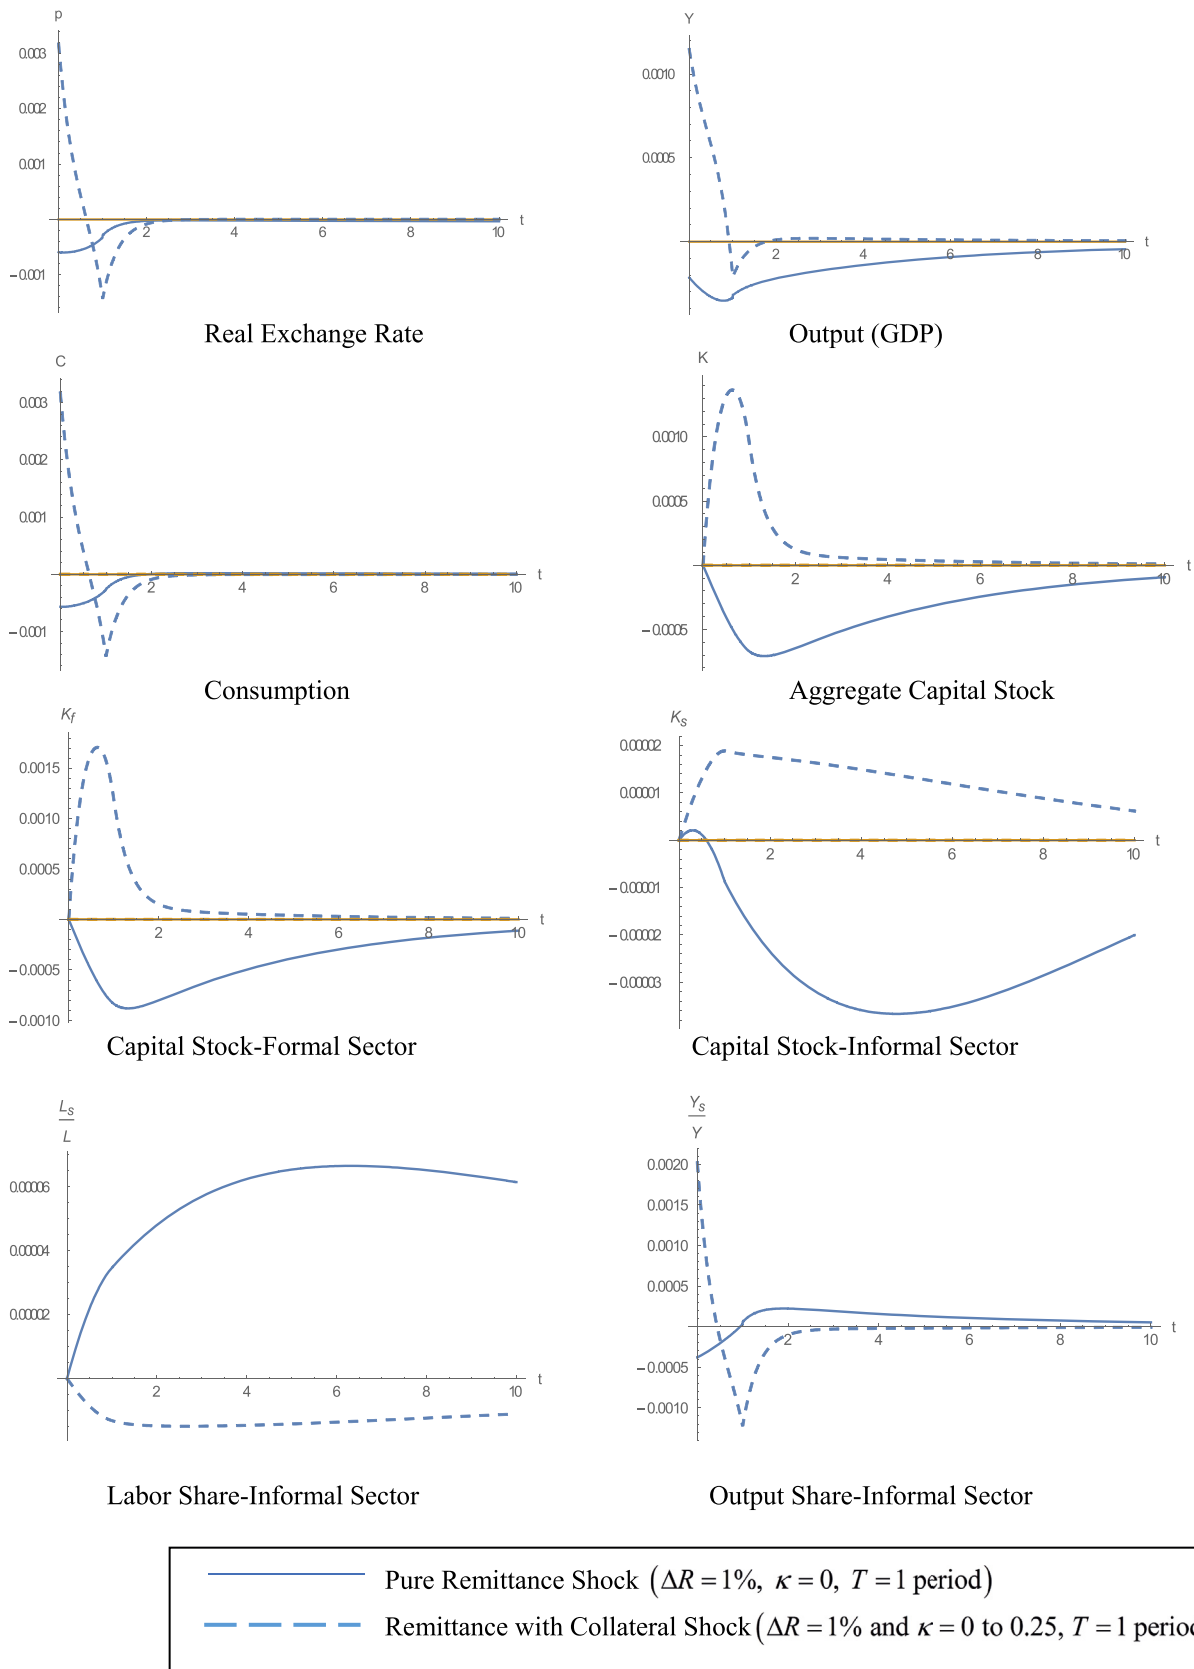 p
0.003
0.002
0.001
−0.001
2 4 6 8 10 t
Real Exchange Rate
Y
0.0010
0.0005
2 4 6 8 10 t
Output (GDP)
C
0.003
0.002
0.001
−0.001
2 4 6 8 10 t
Consumption
K
0.0010
0.0005
−0.0005
2 4 6 8 10 t
Aggregate Capital Stock
K_f
0.0015
0.0010
0.0005
−0.0005
−0.0010
2 4 6 8 10 t
Capital Stock-Formal Sector
K_s
0.00002
0.00001
−0.00001
−0.00002
−0.00003
2 4 6 8 10 t
Capital Stock-Informal Sector
L_s
L
0.00006
0.00004
0.00002
2 4 6 8 10 t
Labor Share-Informal Sector
Y_s
Y
0.0020
0.0015
0.0010
0.0005
−0.0005
−0.0010
2 4 6 8 10 t
Output Share-Informal Sector
Pure Remittance Shock (ΔR = 1%, κ = 0, T = 1 period)
Remittance with Collateral Shock (ΔR = 1% and κ = 0 to 0.25, T = 1 period